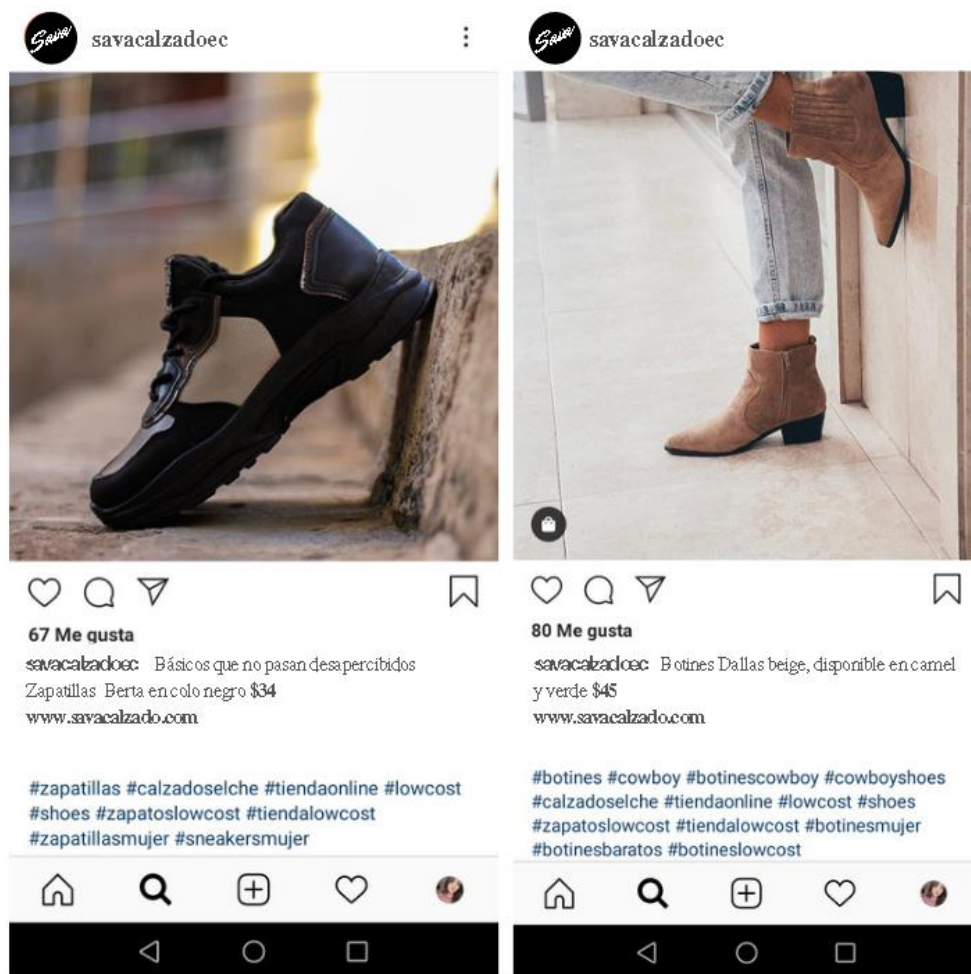 Sava
savacalzadoec
67 Me gusta
savacalzadoec Básicos que no pasan desapercibidos
Zapatillas Berta en colo negro $34
www.savacalzado.com
#zapatillas #calzadoselche #tiendaonline #lowcost
#shoes #zapatoslowcost #tiendalowcost
#zapatillasmujer #sneakersmujer
Sava
savacalzadoec
80 Me gusta
savacalzadoec Botines Dallas beige, disponible en camel
y verde $45
www.savacalzado.com
#botines #cowboy #botinescowboy #cowboyshoes
#calzadoselche #tiendaonline #lowcost #shoes
#zapatoslowcost #tiendalowcost #botinesmujer
#botinesbaratos #botineslowcost